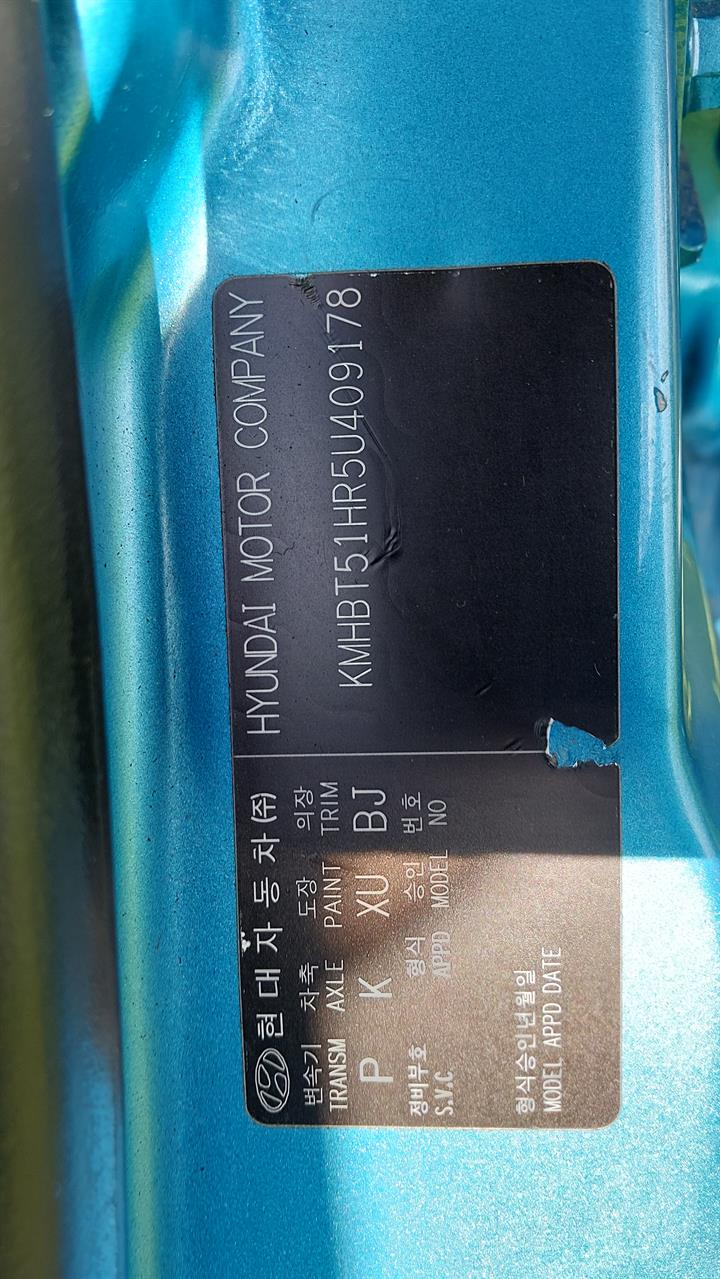 현대자동차(주) HYUNDAI MOTOR COMPANY
변속기 차축 도장 의장
TRANSM AXLE PAINT TRIM
KMHBT51HR5U409178
P K XU BJ
정비부호 형식 승인 번호
S.V.C APPD MODEL NO
형식승인년월일
MODEL APPD DATE